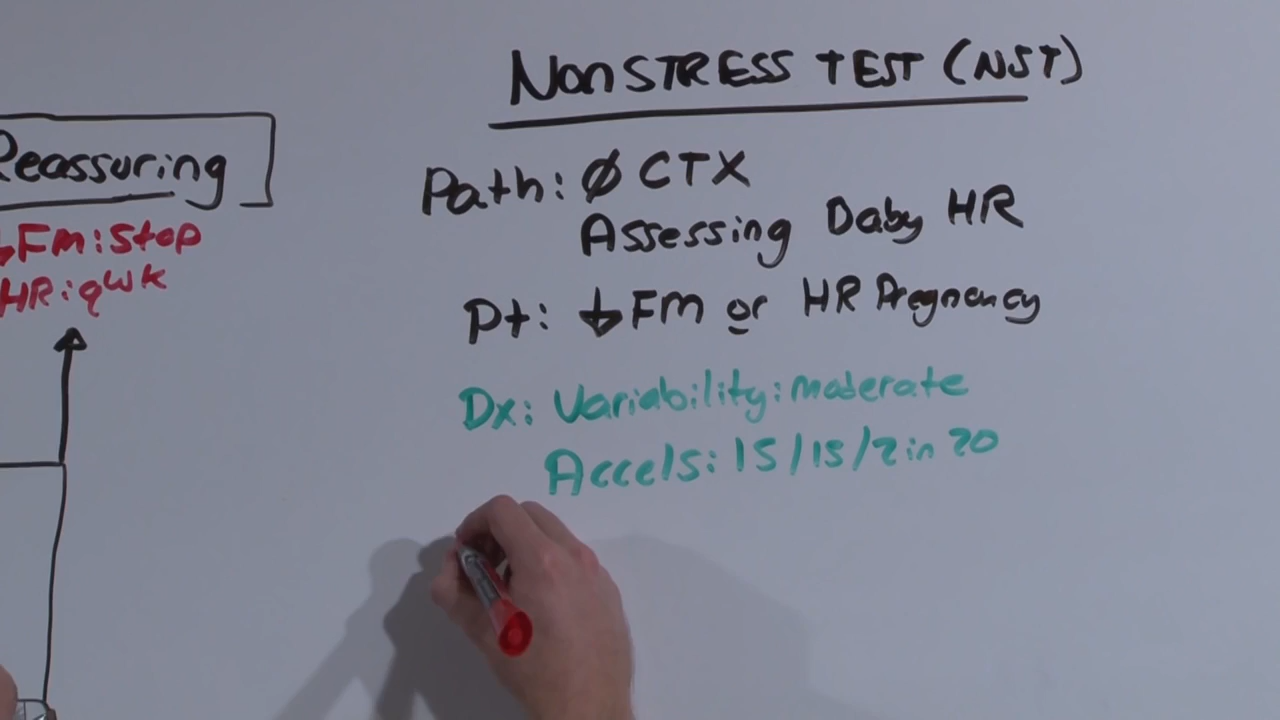 NonSTRESS TEST (NST)
Reassuring
↓Fm: Stop
HR: qwk
Path: Ø CTX
Assessing Baby HR
Pt: ↓Fm or HR Pregnancy
Dx: Variability: moderate
Accels: 15/15/2 in 20